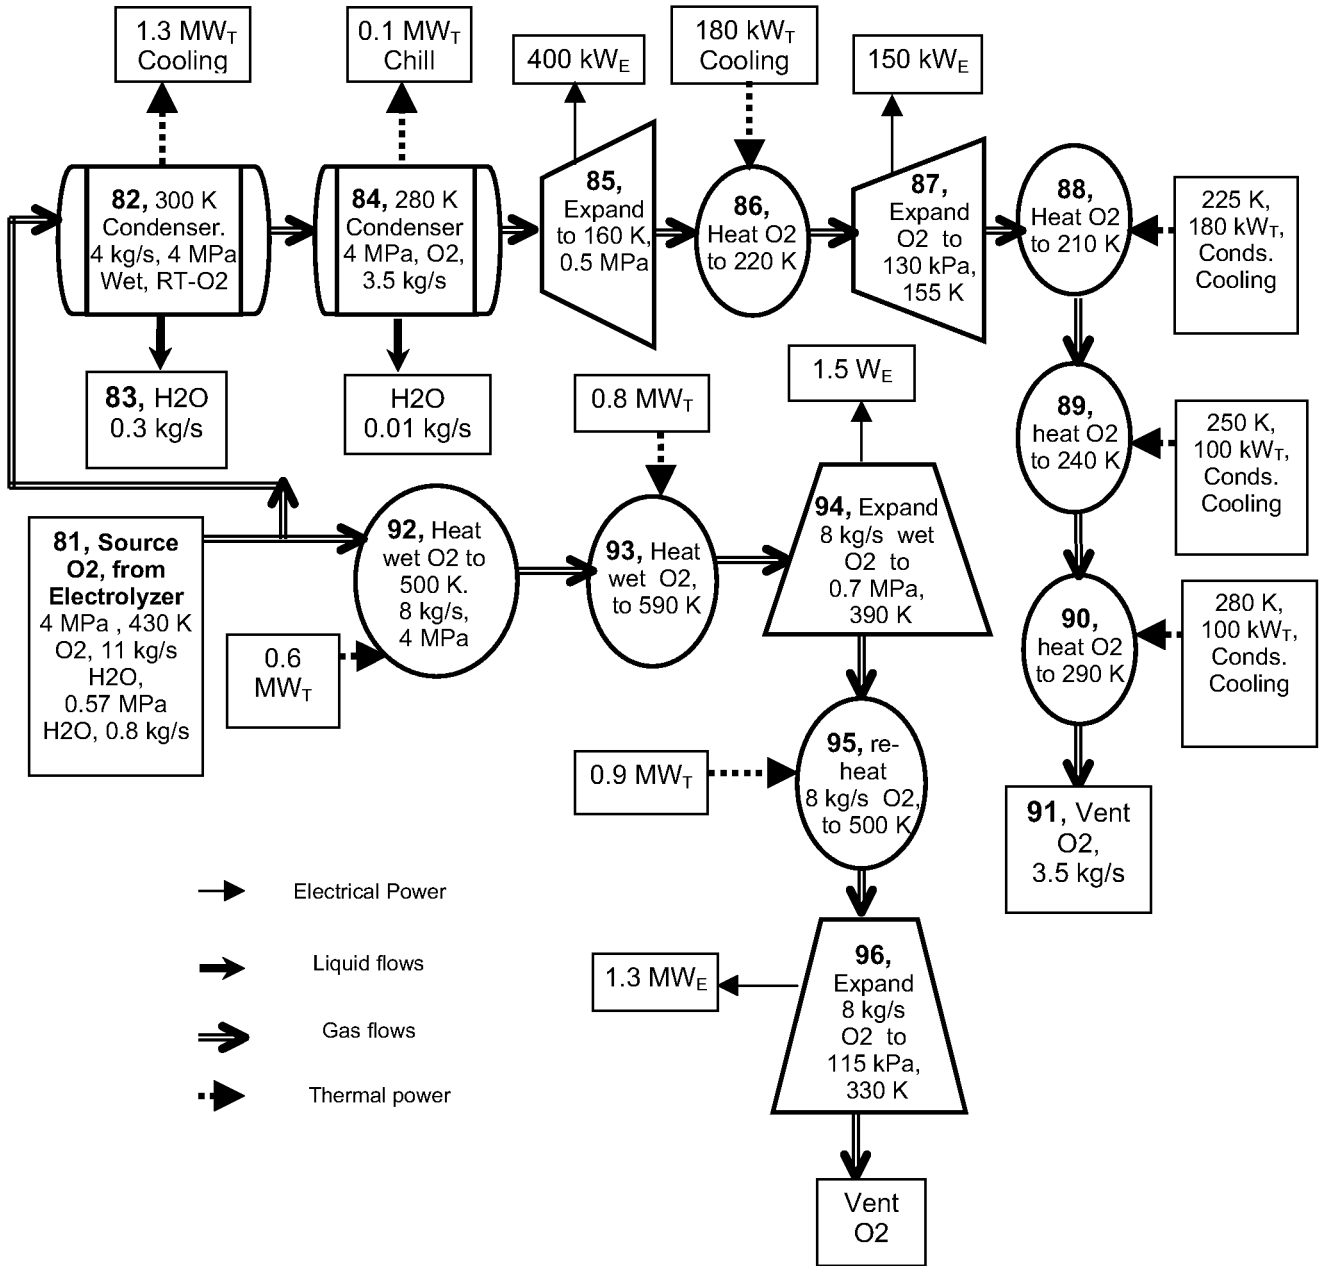 1.3 MWT
Cooling
0.1 MWT
Chill
400 kWE
180 kWT
Cooling
150 kWE
82, 300 K
Condenser.
4 kg/s, 4 MPa
Wet, RT-O2
84, 280 K
Condenser
4 MPa, O2,
3.5 kg/s
85,
Expand
to 160 K,
0.5 MPa
86,
Heat O2
to 220 K
87,
Expand
O2 to
130 kPa,
155 K
88,
Heat O2
to 210 K
225 K,
180 kWT,
Conds.
Cooling
83, H2O
0.3 kg/s
H2O
0.01 kg/s
0.8 MWT
1.5 WE
89,
heat O2
to 240 K
250 K,
100 kWT,
Conds.
Cooling
81, Source
O2, from
Electrolyzer
4 MPa , 430 K
O2, 11 kg/s
H2O,
0.57 MPa
H2O, 0.8 kg/s
92, Heat
wet O2 to
500 K.
8 kg/s,
4 MPa
93, Heat
wet O2,
to 590 K
94, Expand
8 kg/s wet
O2 to
0.7 MPa,
390 K
90,
heat O2
to 290 K
280 K,
100 kWT,
Conds.
Cooling
0.6
MWT
0.9 MWT
95, re-
heat
8 kg/s O2,
to 500 K
91, Vent
O2,
3.5 kg/s
Electrical Power
Liquid flows
Gas flows
Thermal power
1.3 MWE
96,
Expand
8 kg/s
O2 to
115 kPa,
330 K
Vent
O2